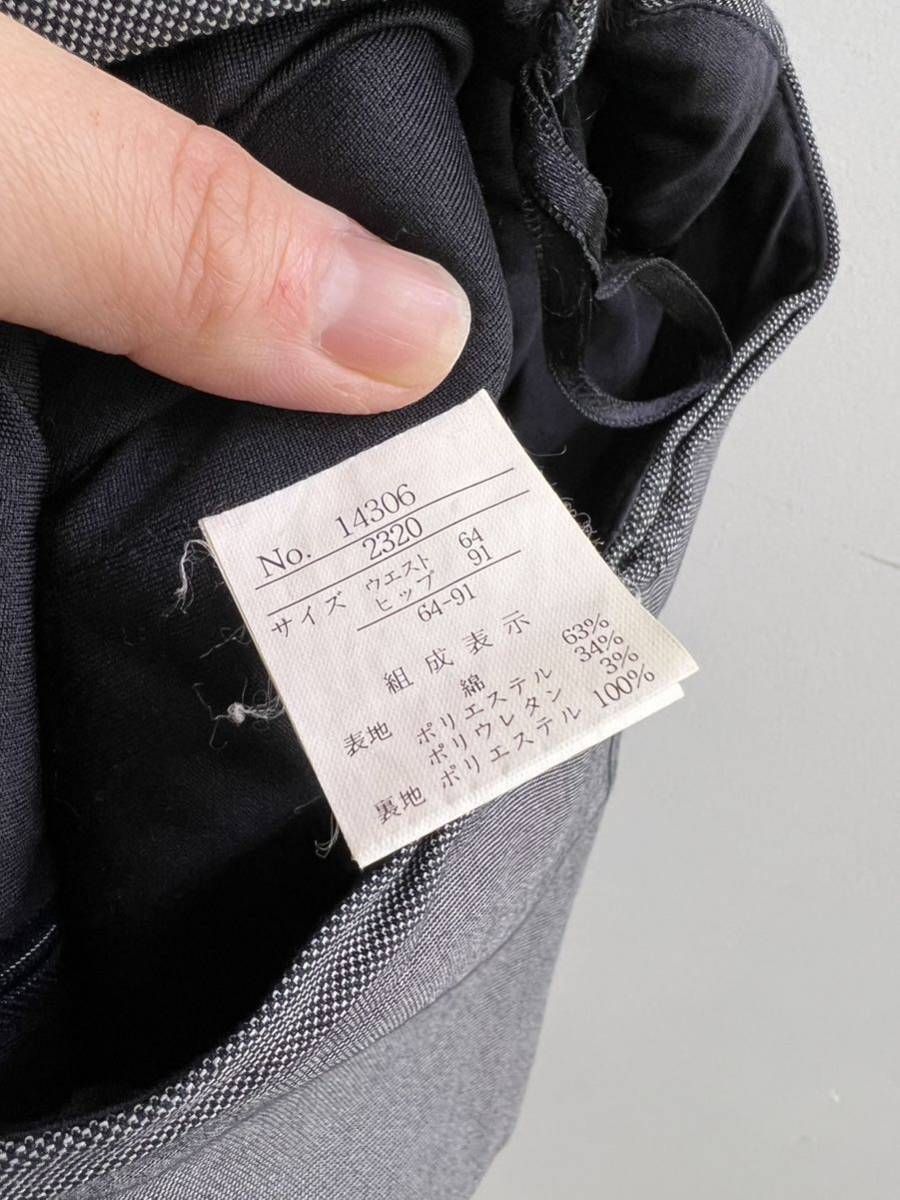 No. 14306
2320
サイズ ウエスト 64
ヒップ 91
64-91
組成表示
表地 綿 63%
ポリエステル 34%
ポリウレタン 3%
裏地 ポリエステル 100%